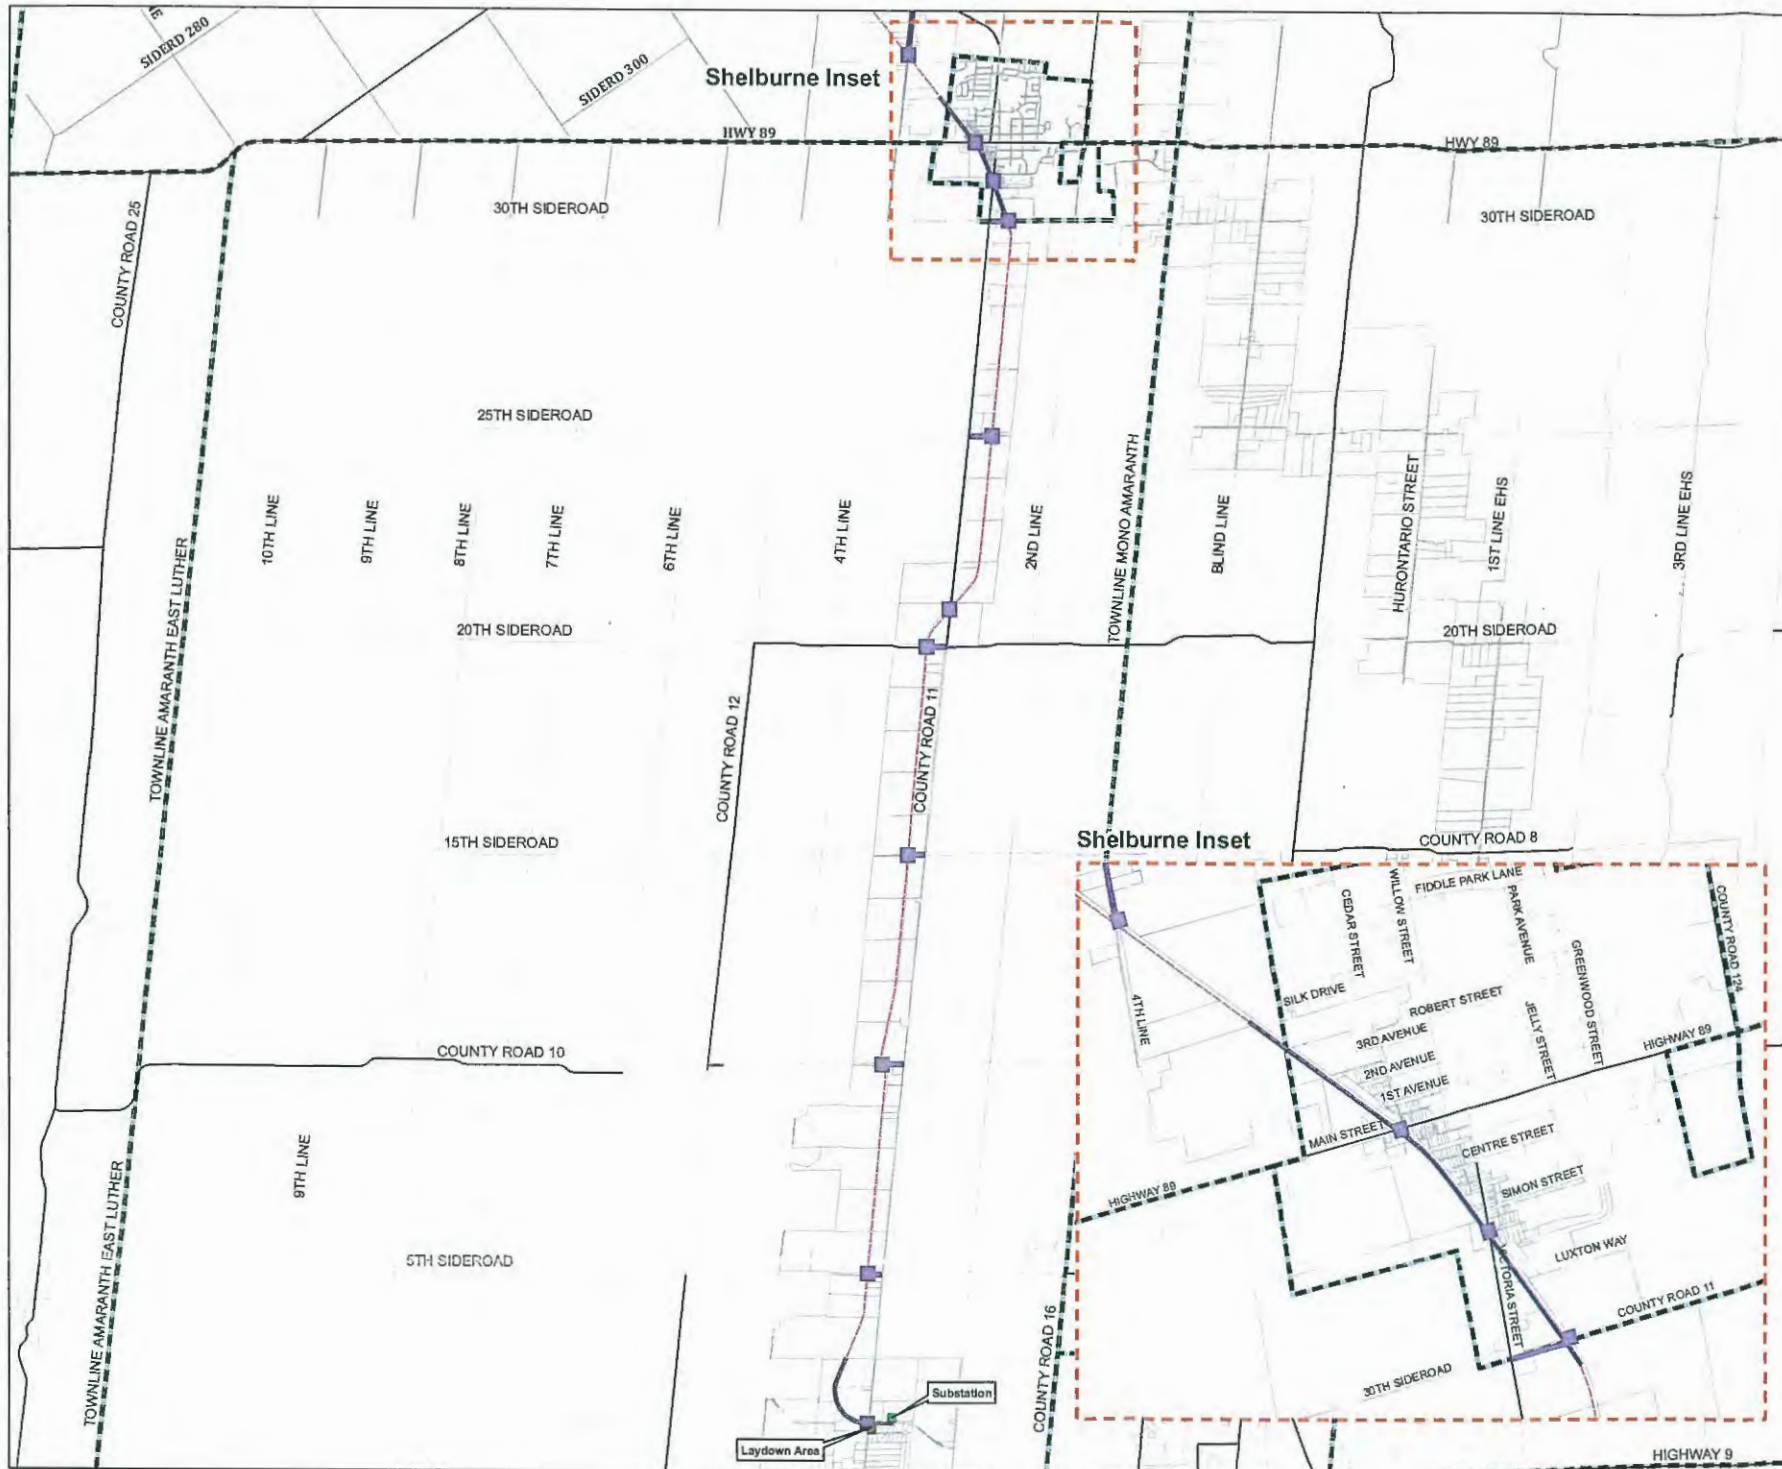 SIDERD 280
SIDERD 300
Shelburne Inset
HWY 89
HWY 89
30TH SIDEROAD
30TH SIDEROAD
COUNTY ROAD 25
25TH SIDEROAD
TOWNLINE AMARANTH EAST LUTHER
10TH LINE
9TH LINE
8TH LINE
7TH LINE
6TH LINE
4TH LINE
2ND LINE
TOWNLINE MONO AMARANTH
BLIND LINE
HURONTARIO STREET
1ST LINE EHS
3RD LINE EHS
20TH SIDEROAD
20TH SIDEROAD
COUNTY ROAD 12
COUNTY ROAD 11
15TH SIDEROAD
COUNTY ROAD 8
COUNTY ROAD 10
TOWNLINE AMARANTH EAST LUTHER
9TH LINE
5TH SIDEROAD
COUNTY ROAD 16
Substation
Laydown Area
HIGHWAY 9
Shelburne Inset
4TH LINE
CEDAR STREET
WILLOW STREET
FIDDLE PARK LANE
PARK AVENUE
GREENWOOD STREET
COUNTY ROAD 124
SILK DRIVE
ROBERT STREET
JELLY STREET
3RD AVENUE
2ND AVENUE
1ST AVENUE
HIGHWAY 89
MAIN STREET
CENTRE STREET
HIGHWAY 89
SIMON STREET
LUXTON WAY
VICTORIA STREET
COUNTY ROAD 11
30TH SIDEROAD